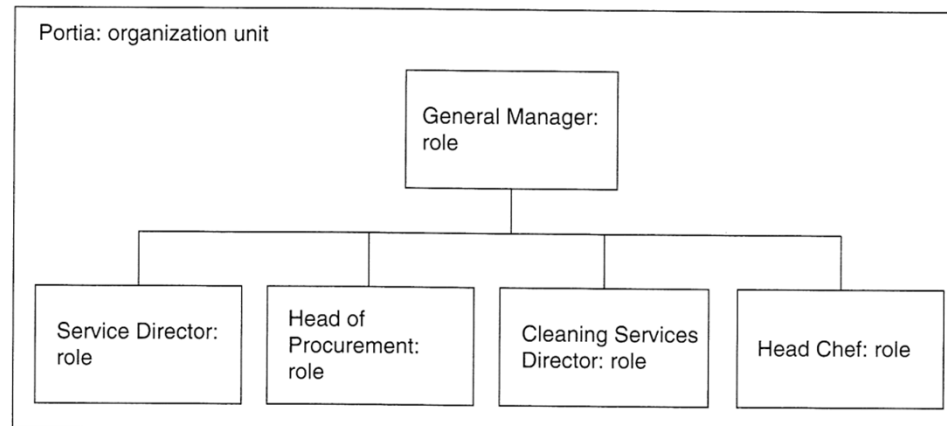 Portia: organization unit
General Manager:
role
Service Director:
role
Head of
Procurement:
role
Cleaning Services
Director: role
Head Chef: role